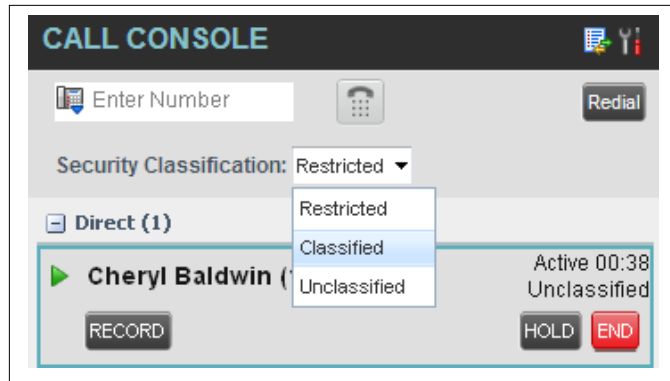 CALL CONSOLE
Enter Number
Redial
Security Classification: Restricted
Restricted
Classified
Unclassified
Direct (1)
Cheryl Baldwin (
Active 00:38
Unclassified
RECORD
HOLD
END